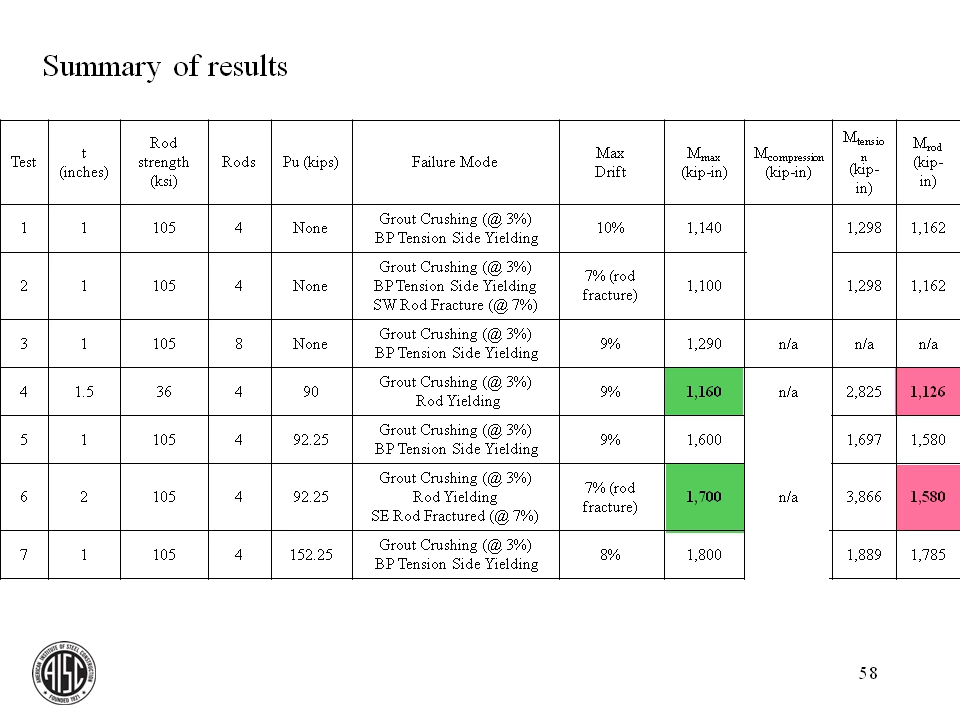 Summary of results
Test
t
(inches)
Rod
strength
(ksi)
Rods
Pu (kips)
Failure Mode
Max
Drift
Mmax
(kip-in)
Mcompression
(kip-in)
Mtensio
n
(kip-
in)
Mrod
(kip-
in)
1
1
105
4
None
Grout Crushing (@ 3%)
BP Tension Side Yielding
10%
1,140
1,298
1,162
2
1
105
4
None
Grout Crushing (@ 3%)
BP Tension Side Yielding
SW Rod Fracture (@ 7%)
7% (rod
fracture)
1,100
1,298
1,162
3
1
105
8
None
Grout Crushing (@ 3%)
BP Tension Side Yielding
9%
1,290
n/a
n/a
n/a
4
1.5
36
4
90
Grout Crushing (@ 3%)
Rod Yielding
9%
1,160
n/a
2,825
1,126
5
1
105
4
92.25
Grout Crushing (@ 3%)
BP Tension Side Yielding
9%
1,600
1,697
1,580
6
2
105
4
92.25
Grout Crushing (@ 3%)
Rod Yielding
SE Rod Fractured (@ 7%)
7% (rod
fracture)
1,700
n/a
3,866
1,580
7
1
105
4
152.25
Grout Crushing (@ 3%)
BP Tension Side Yielding
8%
1,800
1,889
1,785
AMERICAN INSTITUTE OF STEEL CONSTRUCTION
AISC
FOUNDED 1921
58